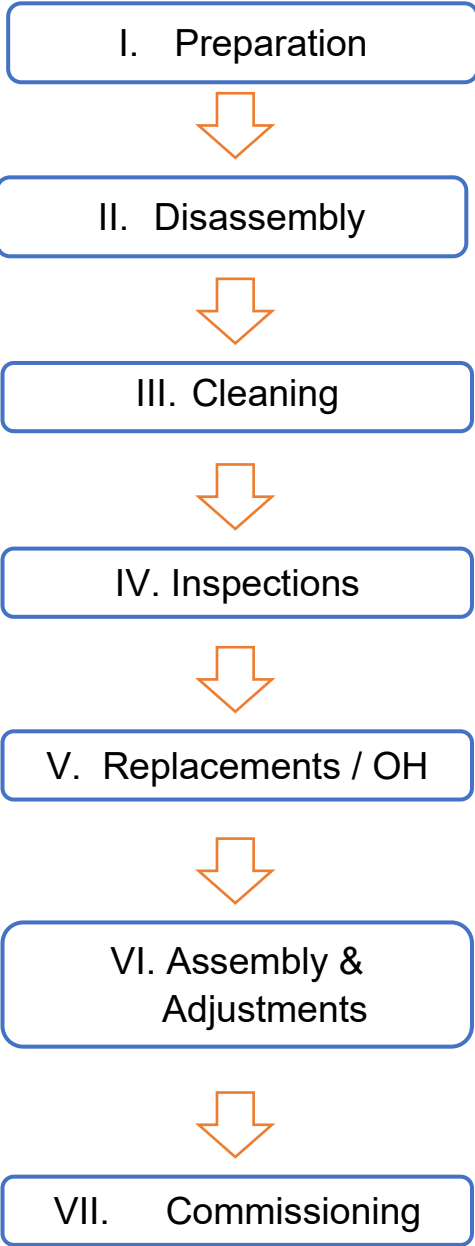 I. Preparation
II. Disassembly
III. Cleaning
IV. Inspections
V. Replacements / OH
VI. Assembly &
Adjustments
VII. Commissioning